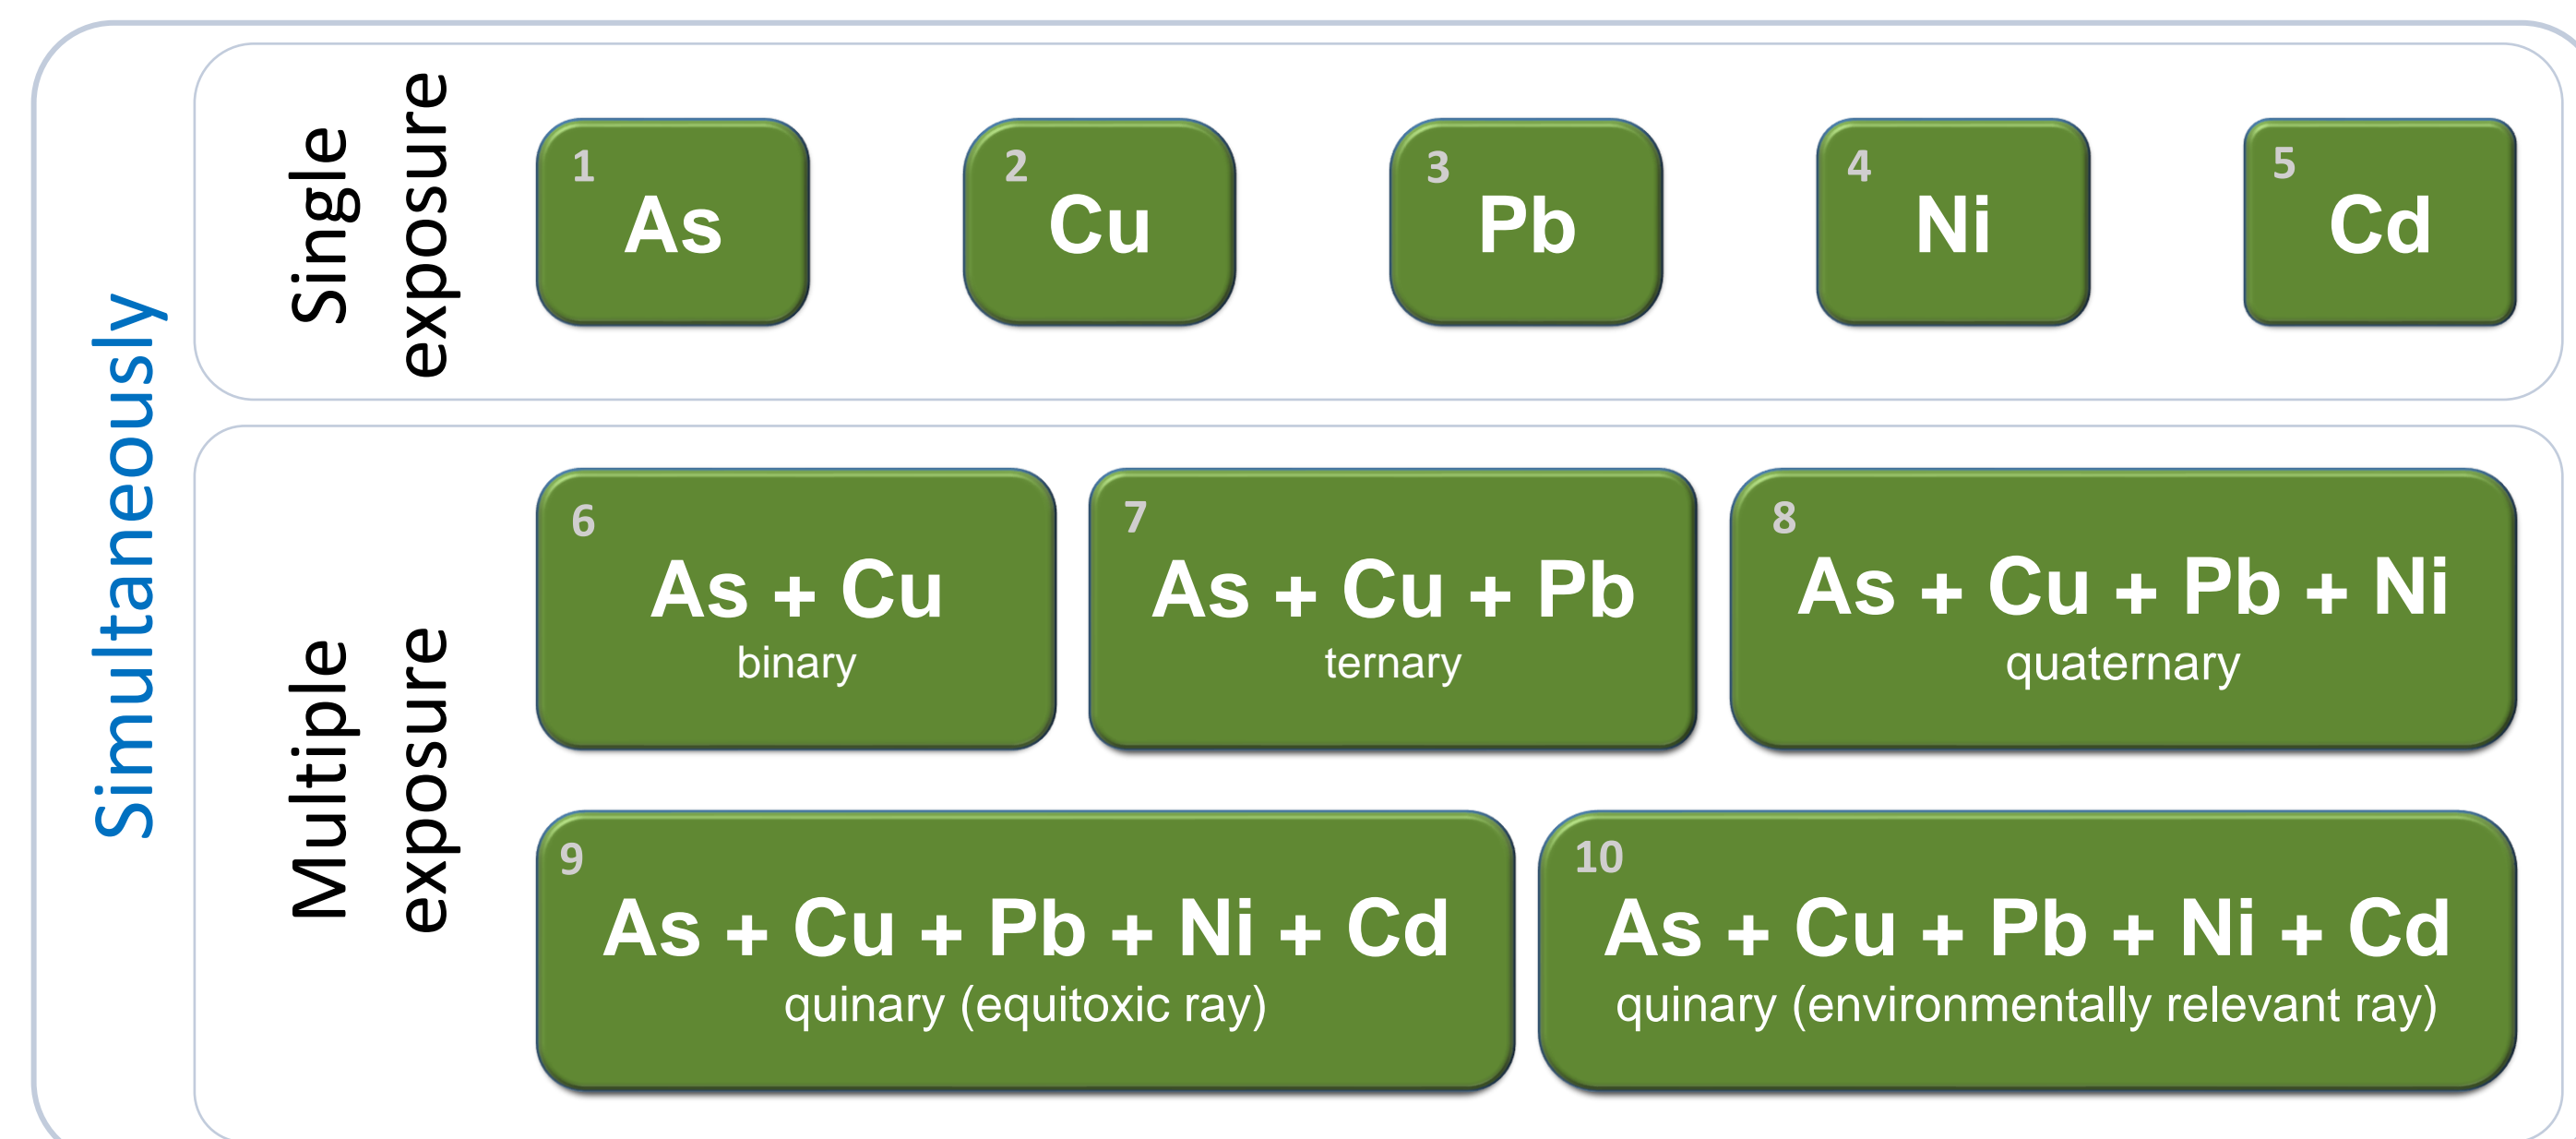 Simultaneously
Single
exposure
1
As
2
Cu
3
Pb
4
Ni
5
Cd
Multiple
exposure
6
As + Cu
binary
7
As + Cu + Pb
ternary
8
As + Cu + Pb + Ni
quaternary
9
As + Cu + Pb + Ni + Cd
quinary (equitoxic ray)
10
As + Cu + Pb + Ni + Cd
quinary (environmentally relevant ray)